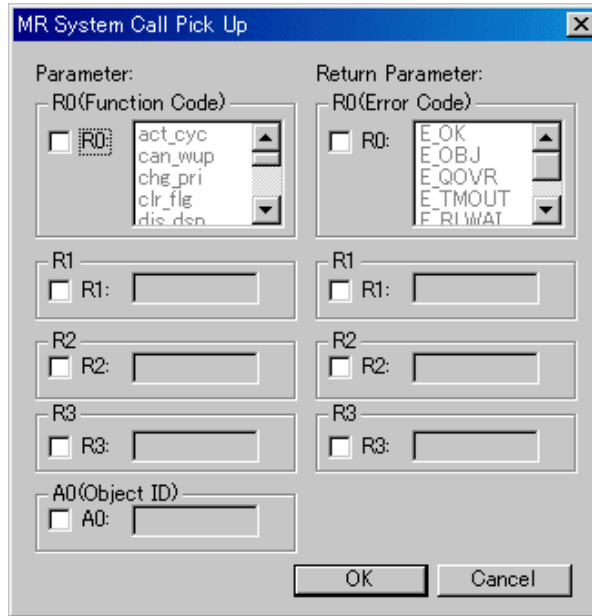 MR System Call Pick Up
Parameter:
R0(Function Code)
R0:
act_cyc
can_wup
chg_pri
clr_flg
dis_dsp
R1
R1:
R2
R2:
R3
R3:
A0(Object ID)
A0:
Return Parameter:
R0(Error Code)
R0:
E_OK
E_OBJ
E_QOVR
E_TMOUT
E_RLWAI
R1
R1:
R2
R2:
R3
R3:
OK
Cancel